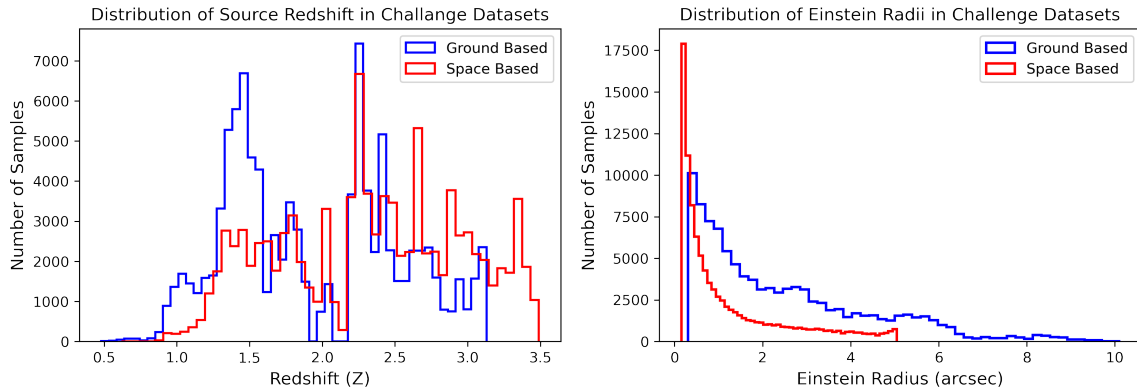 Distribution of Source Redshift in Challange Datasets
Number of Samples
7000
6000
5000
4000
3000
2000
1000
0
Ground Based
Space Based
0.5 1.0 1.5 2.0 2.5 3.0 3.5
Redshift (Z)
Distribution of Einstein Radii in Challenge Datasets
Number of Samples
17500
15000
12500
10000
7500
5000
2500
0
Ground Based
Space Based
0 2 4 6 8 10
Einstein Radius (arcsec)